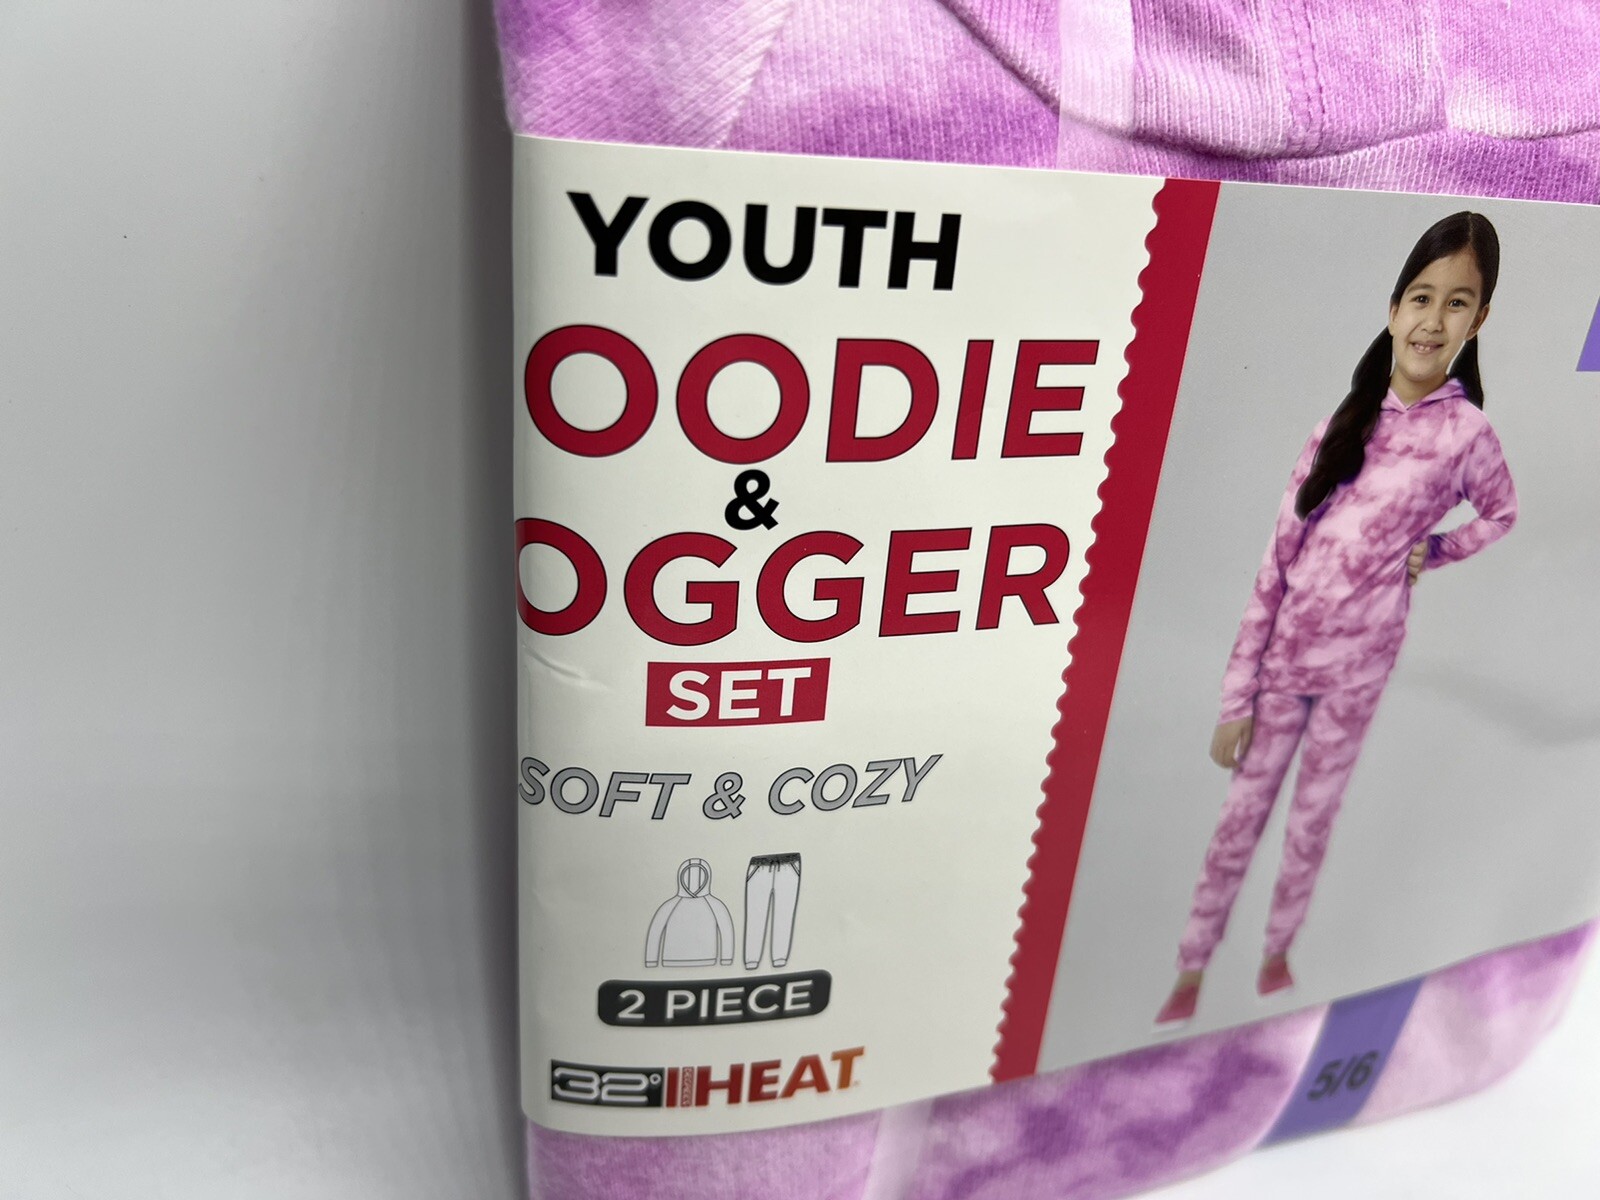 YOUTH
OODIE
&
OGGER
SET
SOFT & COZY
2 PIECE
32° HEAT
5/6